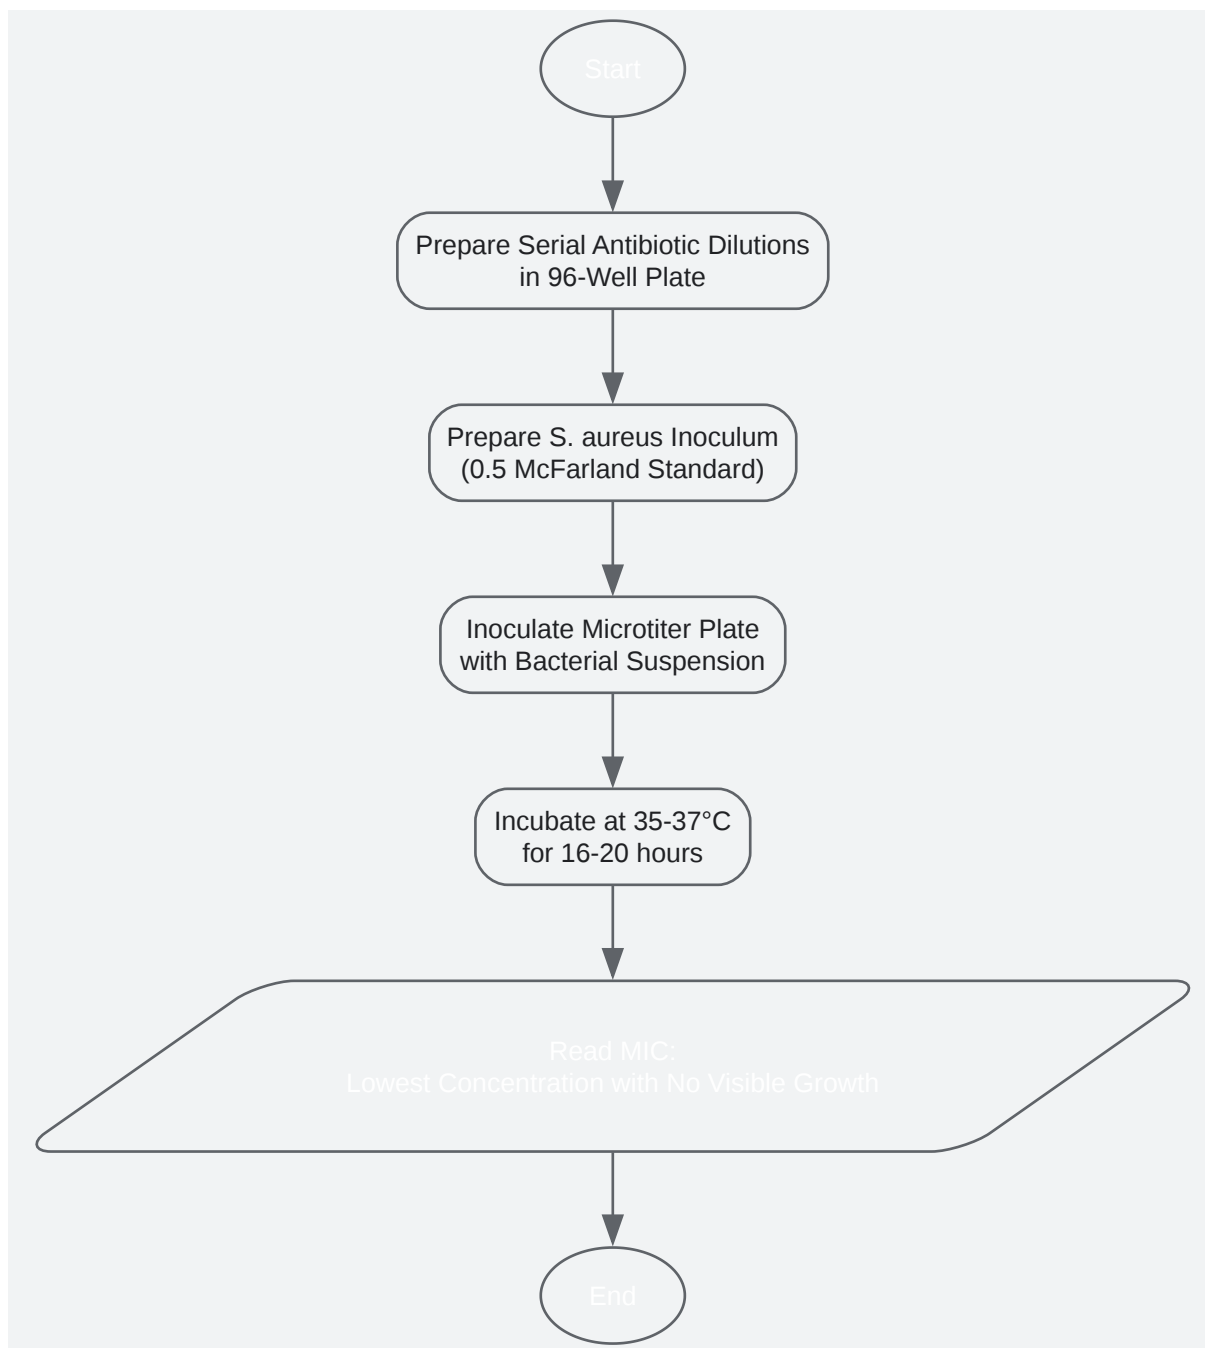 Start
Prepare Serial Antibiotic Dilutions
in 96-Well Plate
Prepare S. aureus Inoculum
(0.5 McFarland Standard)
Inoculate Microtiter Plate
with Bacterial Suspension
Incubate at 35-37°C
for 16-20 hours
Read MIC:
Lowest Concentration with No Visible Growth
End